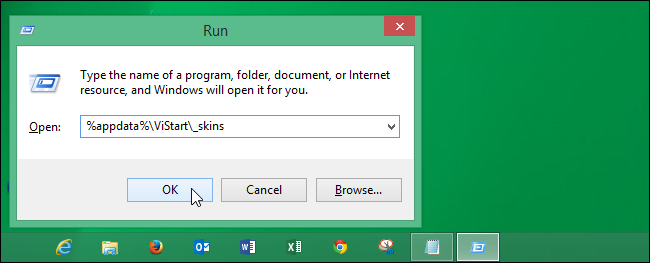 Run
Type the name of a program, folder, document, or Internet
resource, and Windows will open it for you.
Open: %appdata%\ViStart\_skins
OK Cancel Browse...